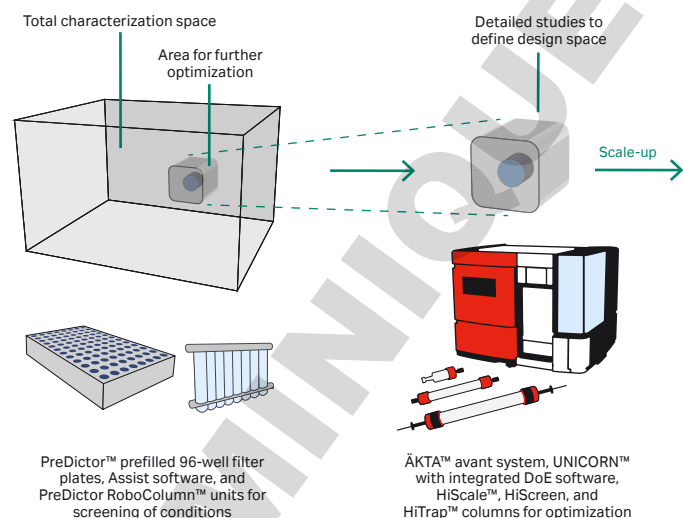 Total characterization space
Area for further
optimization
Detailed studies to
define design space
Scale-up
PreDictor™ prefilled 96-well filter
plates, Assist software, and
PreDictor RoboColumn™ units for
screening of conditions
ÄKTA™ avant system, UNICORN™
with integrated DoE software,
HiScale™, HiScreen, and
HiTrap™ columns for optimization
MINIQUE